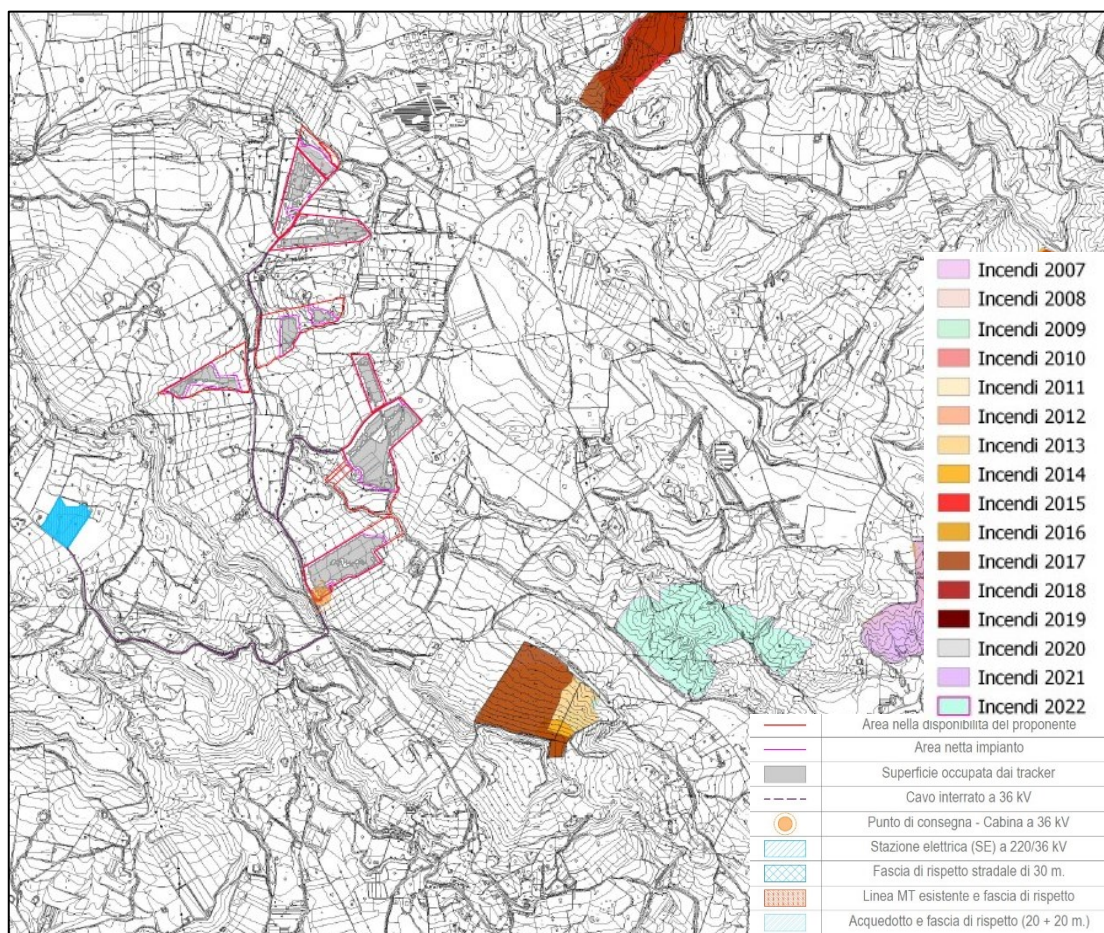 Incendi 2007
Incendi 2008
Incendi 2009
Incendi 2010
Incendi 2011
Incendi 2012
Incendi 2013
Incendi 2014
Incendi 2015
Incendi 2016
Incendi 2017
Incendi 2018
Incendi 2019
Incendi 2020
Incendi 2021
Incendi 2022
Area nella disponibilità del proponente
Area netta impianto
Superficie occupata dai tracker
Cavo interrato a 36 kV
Punto di consegna - Cabina a 36 kV
Stazione elettrica (SE) a 220/36 kV
Fascia di rispetto stradale di 30 m.
Linea MT esistente e fascia di rispetto
Acquedotto e fascia di rispetto (20 + 20 m.)